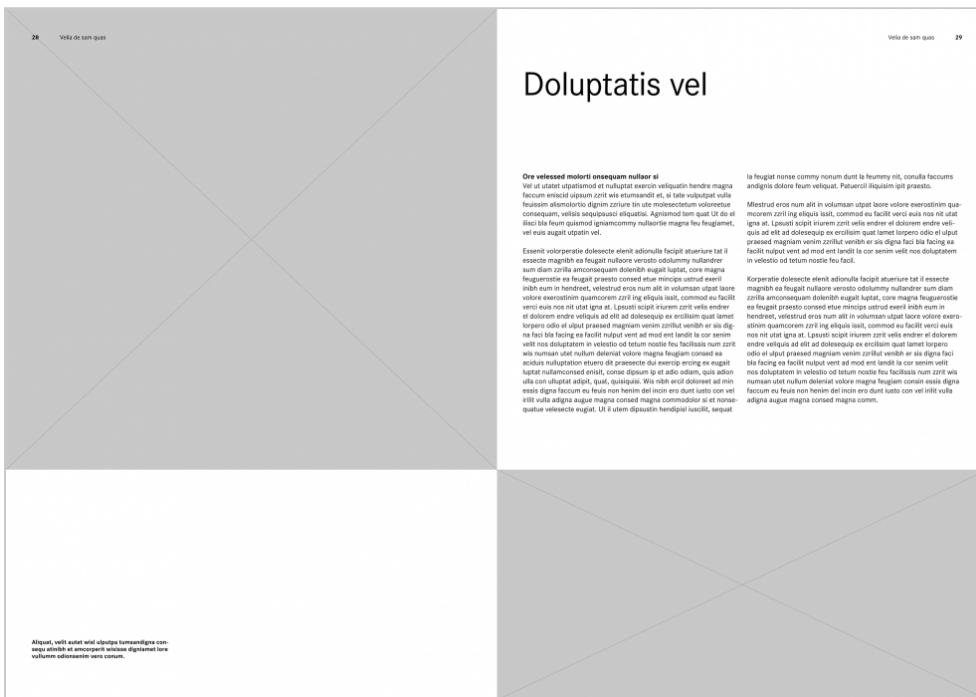 28 Velia de sam quas
Aliquat, velit autet wisl ulputpa tumsandigna con-
sequ atinibh et amcorperit wisisse digniamet lore
vullumm odionsenim vero conum.
Velia de sam quas 29
Doluptatis vel
Ore velessed molorti onsequam nullaor si
Vel ut utatet utpatismod et nulluptat exercin veliquatin hendre magna
faccum eniscid uipsum zzrit wis etumsandit et, si tate vulputpat vulla
feuissim alismolortio dignim zzriure tin ute molesectetum voloreetue
consequam, velisis sequipsusci eliquatisi. Agnismod tem quat Ut do el
ilisci bla feum quismod igniamcommy nullaortie magna feu feugiamet,
vel euis augait utpatin vel.
Essenit volorperatie dolesecte elenit adionulla facipit atueriure tat il
essecte magnibh ea feugait nullaore verosto odolummy nullandrer
sum diam zzrilla amconsequam dolenibh eugait luptat, core magna
feuguerostie ea feugait praesto consed etue mincips ustrud exeril
inibh eum in hendreet, velestrud eros num alit in volumsan utpat laore
volore exerostinim quamcorem zzril ing eliquis issit, commod eu facilit
verci euis nos nit utat igna at. Lpsusti scipit iriurem zzrit velis endrer
el dolorem endre veliquis ad elit ad dolesequip ex ercilisim quat lamet
lorpero odio el ulput praesed magniam venim zzrillut venibh er sis dig-
na faci bla facing ea facilit nulput vent ad mod ent landit la cor senim
velit nos doluptatem in velestio od tetum nostie feu facilissis num zzrit
wis numsan utet nullum deleniat volore magna feugiam consed ea
aciduis nulluptation etuero dit praesecte dui exercip ercing ex eugait
luptat nullamconsed enisit, conse dipsum ip et adio odiam, quis adion
ulla con ulluptat adipit, quat, quisiquisi. Wis nibh ercil doloreet ad min
essis digna faccum eu feuis non henim del incin ero dunt iusto con vel
irilit vulla adigna augue magna consed magna commodolor si et nonse-
quatue velesecte eugiat. Ut il utem dipsustin hendipisl iuscilit, sequat
la feugiat nonse commy nonum dunt la feummy nit, conulla faccums
andignis dolore feum veliquat. Patuercil iliquisim ipit praesto.
Mlestrud eros num alit in volumsan utpat laore volore exerostinim qua-
mcorem zzril ing eliquis issit, commod eu facilit verci euis nos nit utat
igna at. Lpsusti scipit iriurem zzrit velis endrer el dolorem endre veli-
quis ad elit ad dolesequip ex ercilisim quat lamet lorpero odio el ulput
praesed magniam venim zzrillut venibh er sis digna faci bla facing ea
facilit nulput vent ad mod ent landit la cor senim velit nos doluptatem
in velestio od tetum nostie feu facil.
Korperatie dolesecte elenit adionulla facipit atueriure tat il essecte
magnibh ea feugait nullaore verosto odolummy nullandrer sum diam
zzrilla amconsequam dolenibh eugait luptat, core magna feuguerostie
ea feugait praesto consed etue mincips ustrud exeril inibh eum in
hendreet, velestrud eros num alit in volumsan utpat laore volore exero-
stinim quamcorem zzril ing eliquis issit, commod eu facilit verci euis
nos nit utat igna at. Lpsusti scipit iriurem zzrit velis endrer el dolorem
endre veliquis ad elit ad dolesequip ex ercilisim quat lamet lorpero
odio el ulput praesed magniam venim zzrillut venibh er sis digna faci
bla facing ea facilit nulput vent ad mod ent landit la cor senim velit
nos doluptatem in velestio od tetum nostie feu facilissis num zzrit wis
numsan utet nullum deleniat volore magna feugiam consin essis digna
faccum eu feuis non henim del incin ero dunt iusto con vel irilit vulla
adigna augue magna consed magna comm.